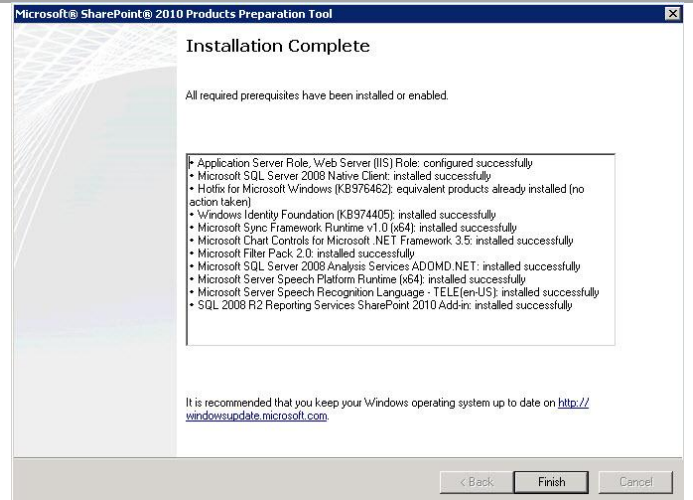 Microsoft® SharePoint® 2010 Products Preparation Tool
Installation Complete
All required prerequisites have been installed or enabled.
• Application Server Role, Web Server (IIS) Role: configured successfully
• Microsoft SQL Server 2008 Native Client: installed successfully
• Hotfix for Microsoft Windows (KB976462): equivalent products already installed (no
action taken)
• Windows Identity Foundation (KB974405): installed successfully
• Microsoft Sync Framework Runtime v1.0 (x64): installed successfully
• Microsoft Chart Controls for Microsoft .NET Framework 3.5: installed successfully
• Microsoft Filter Pack 2.0: installed successfully
• Microsoft SQL Server 2008 Analysis Services ADOMD.NET: installed successfully
• Microsoft Server Speech Platform Runtime (x64): installed successfully
• Microsoft Server Speech Recognition Language - TELE(en-US): installed successfully
• SQL 2008 R2 Reporting Services SharePoint 2010 Add-in: installed successfully
It is recommended that you keep your Windows operating system up to date on http://
windowsupdate.microsoft.com.
< Back Finish Cancel